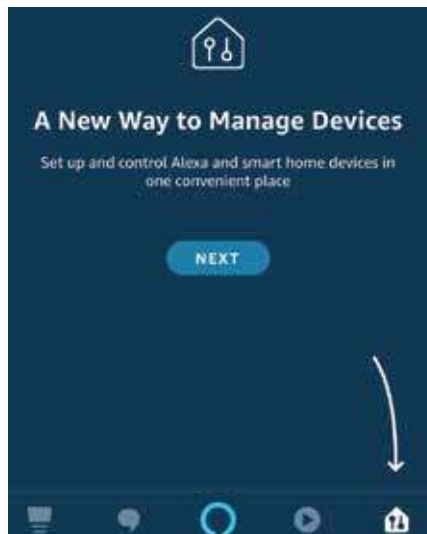 A New Way to Manage Devices
Set up and control Alexa and smart home devices in
one convenient place
NEXT